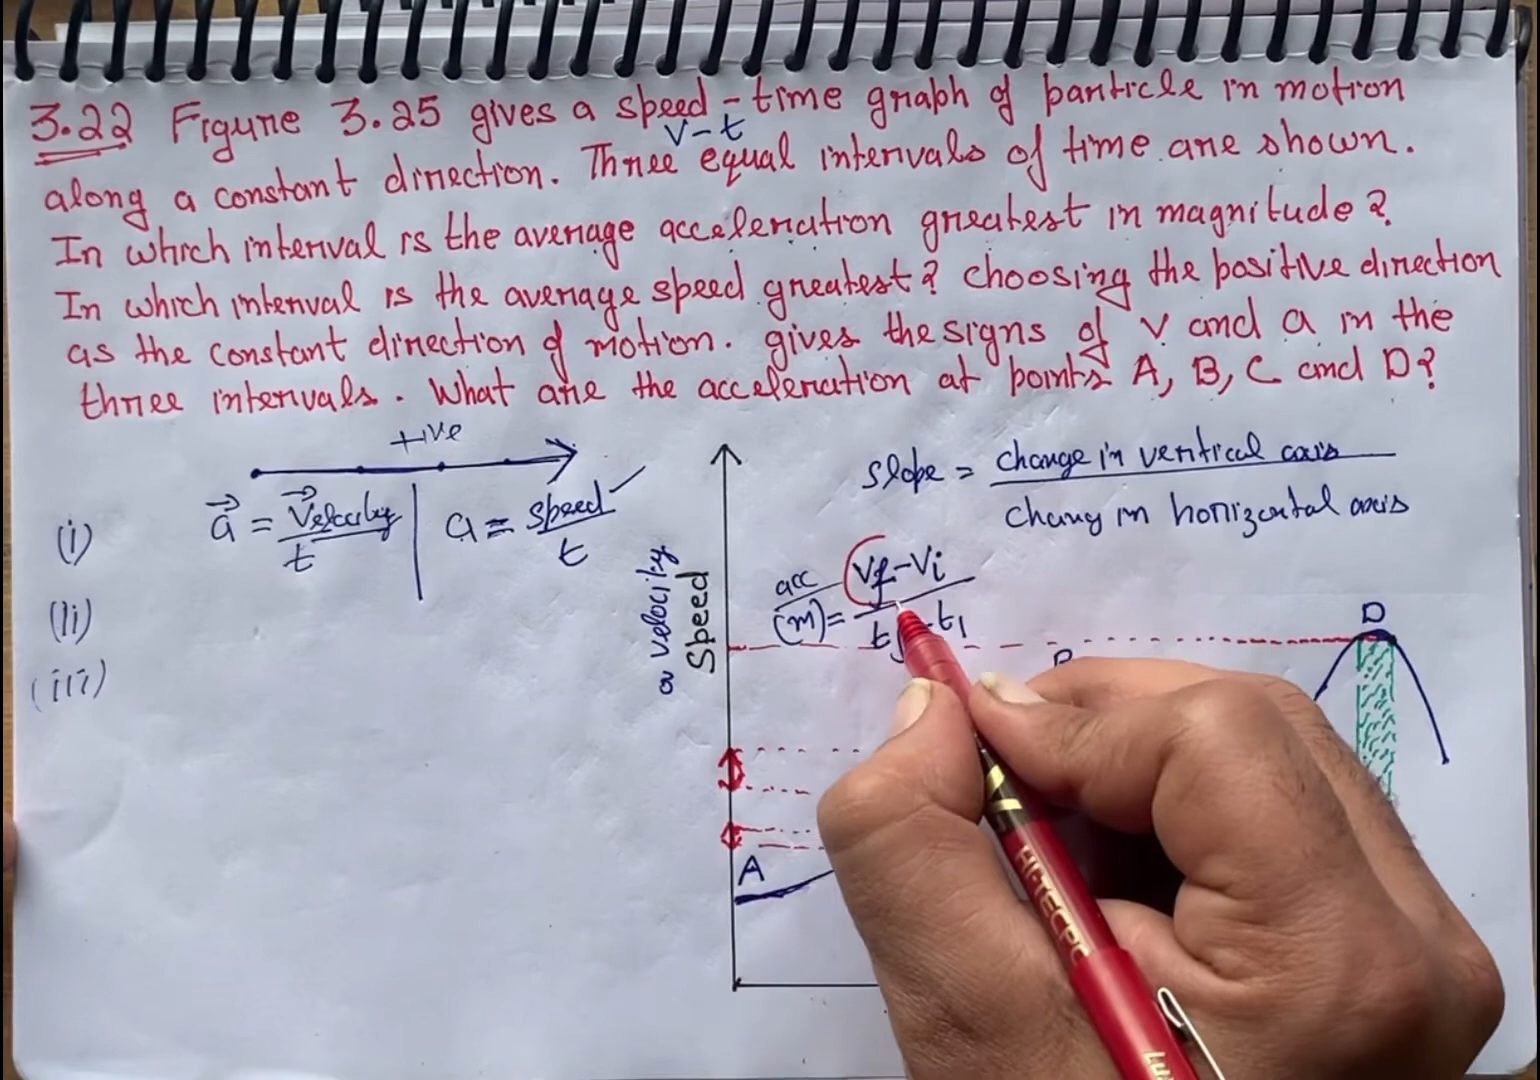 3.22 Figure 3.25 gives a speed-time graph of particle in motion
v-t
along a constant direction. Three equal intervals of time are shown.
In which interval is the average acceleration greatest in magnitude?
In which interval is the average speed greatest? choosing the positive direction
as the constant direction of motion. gives the signs of v and a in the
three intervals. What are the acceleration at points A, B, C and D?
+ive
slope = change in vertical axis
chang in horizontal axis
(i)
a = Velocity
t
a = speed
t
(ii)
(iii)
acc
(m) = Vf-Vi
velocity
Speed
D
A
HI-TECPO